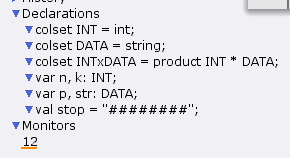 Declarations
colset INT = int;
colset DATA = string;
colset INTxDATA = product INT * DATA;
var n, k: INT;
var p, str: DATA;
val stop = "########";
Monitors
12